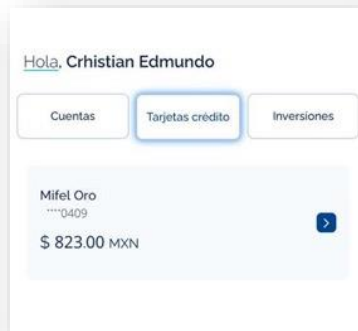 Hola, Crhistian Edmundo
Cuentas
Tarjetas crédito
Inversiones
Mifel Oro
****0409
$ 823.00 MXN